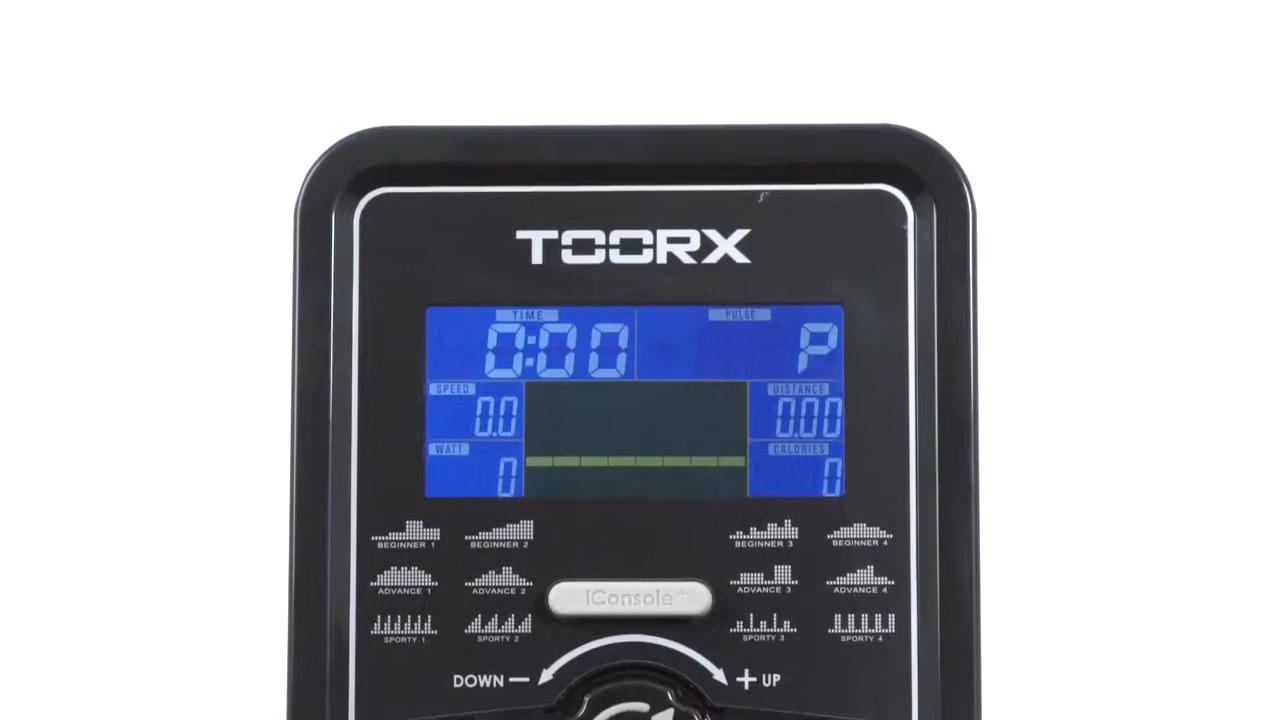 TOORX
TIME PULSE
0:00 P
SPEED DISTANCE
0.0 0.00
WATT CALORIES
0 0
BEGINNER 1 BEGINNER 2 BEGINNER 3 BEGINNER 4
ADVANCE 1 ADVANCE 2 ADVANCE 3 ADVANCE 4
iConsole+
SPORTY 1 SPORTY 2 SPORTY 3 SPORTY 4
DOWN − + UP